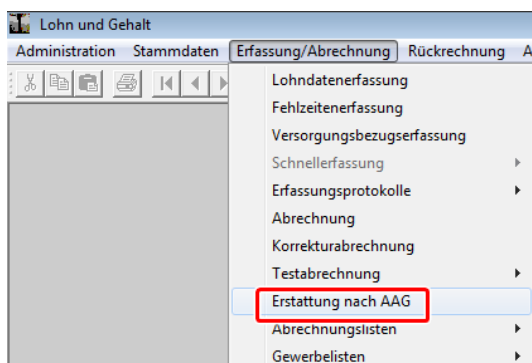 Lohn und Gehalt
Administration Stammdaten Erfassung/Abrechnung Rückrechnung A
Lohndatenerfassung
Fehlzeitenerfassung
Versorgungsbezugserfassung
Schnellerfassung
Erfassungsprotokolle
Abrechnung
Korrekturabrechnung
Testabrechnung
Erstattung nach AAG
Abrechnungslisten
Gewerbelisten